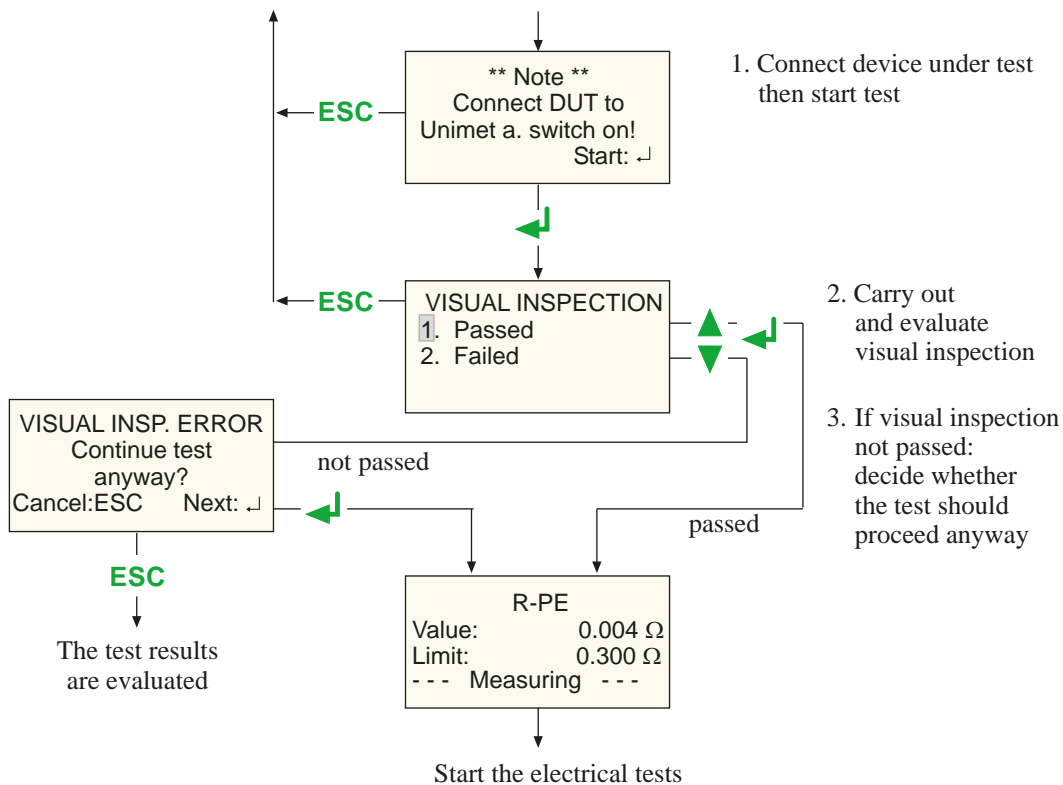 ** Note **
Connect DUT to
Unimet a. switch on!
Start: ↵
ESC
1. Connect device under test
then start test
VISUAL INSPECTION
1. Passed
2. Failed
ESC
2. Carry out
and evaluate
visual inspection
VISUAL INSP. ERROR
Continue test
anyway?
Cancel:ESC Next: ↵
not passed
passed
3. If visual inspection
not passed:
decide whether
the test should
proceed anyway
ESC
The test results
are evaluated
R-PE
Value: 0.004 Ω
Limit: 0.300 Ω
- - - Measuring - - -
Start the electrical tests